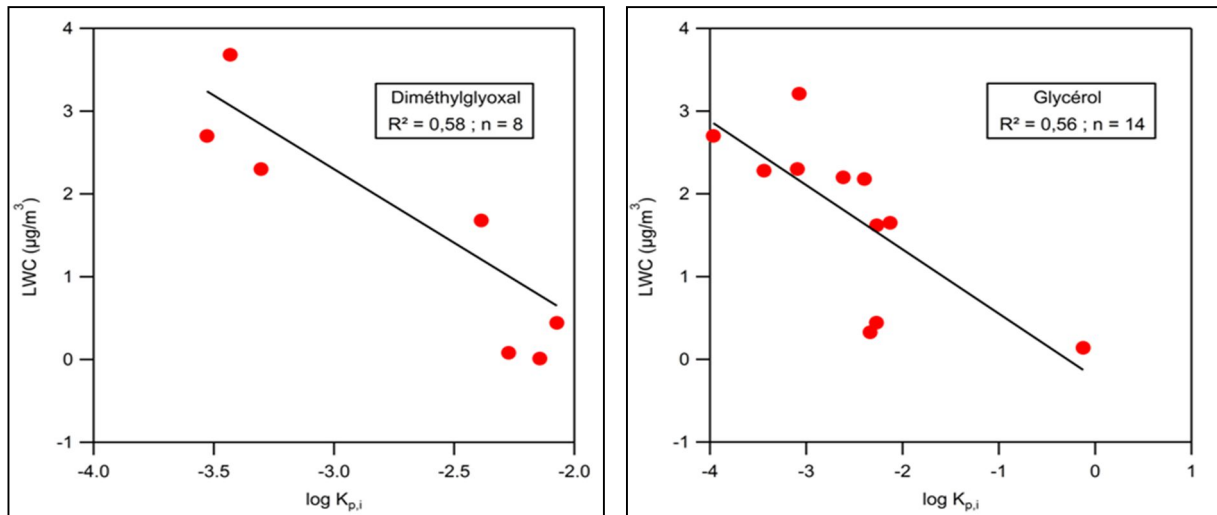 4
3
2
1
0
-1
LWC (µg/m³)
Diméthylglyoxal
R² = 0,58 ; n = 8
-4.0
-3.5
-3.0
-2.5
-2.0
log Kp,i
4
3
2
1
0
-1
LWC (µg/m³)
Glycérol
R² = 0,56 ; n = 14
-4
-3
-2
-1
0
1
log Kp,i